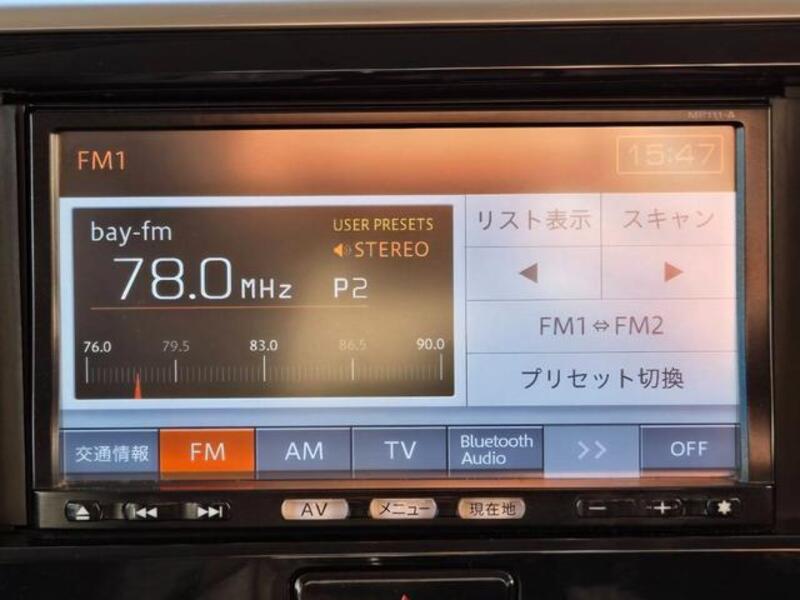 MP111-A
FM1
15:47
bay-fm
USER PRESETS
STEREO
78.0 MHz P2
76.0 79.5 83.0 86.5 90.0
リスト表示 スキャン
FM1⇔FM2
プリセット切換
交通情報 FM AM TV Bluetooth Audio >> OFF
AV メニュー 現在地